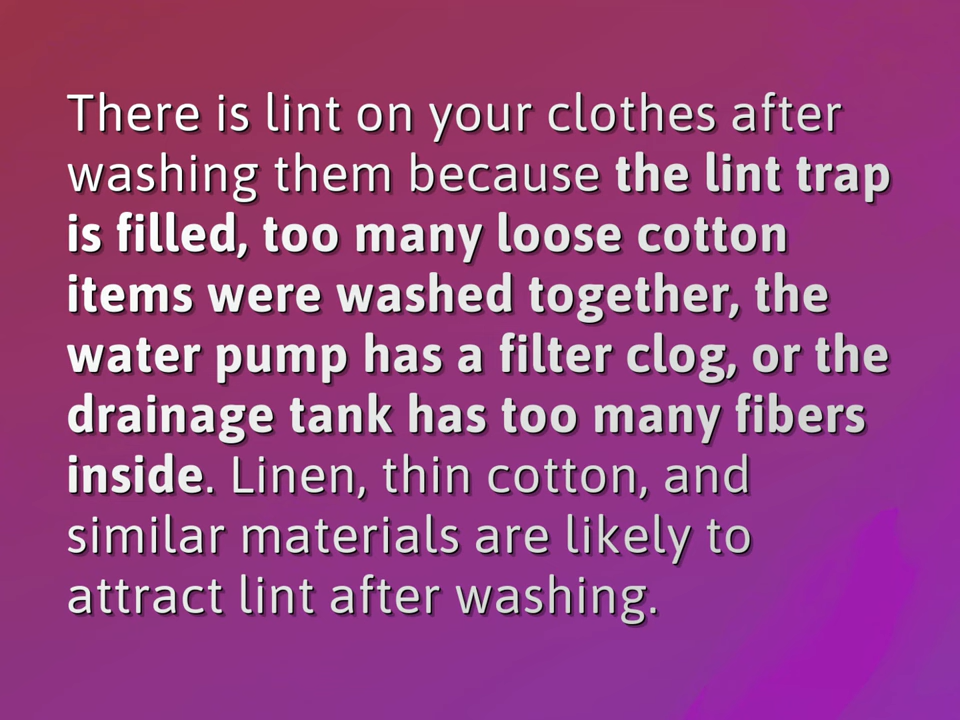 There is lint on your clothes after
washing them because the lint trap
is filled, too many loose cotton
items were washed together, the
water pump has a filter clog, or the
drainage tank has too many fibers
inside. Linen, thin cotton, and
similar materials are likely to
attract lint after washing.